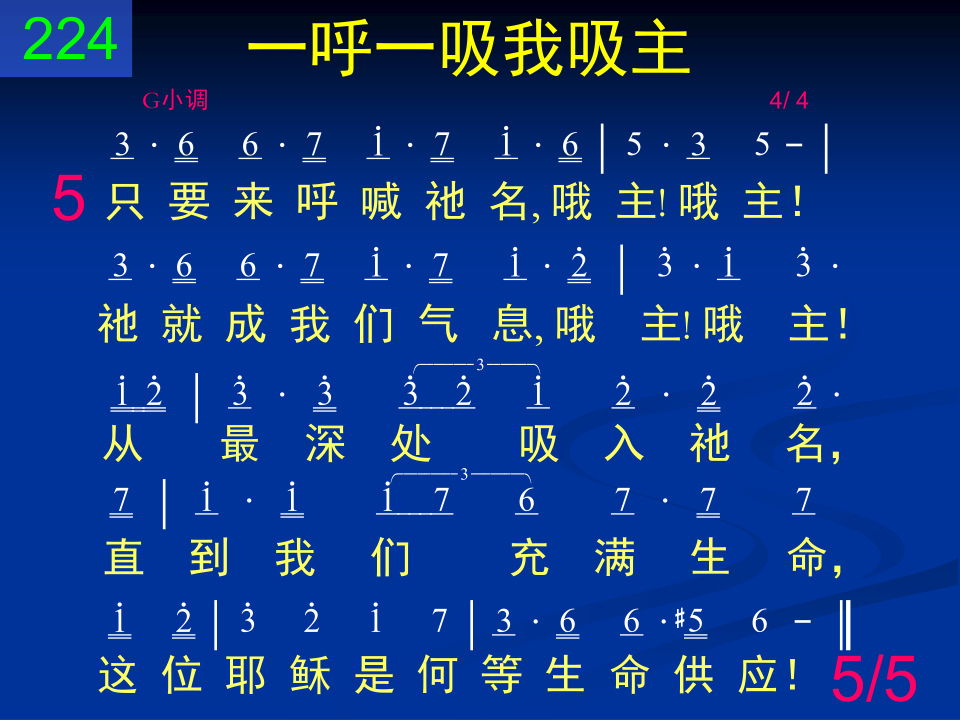 224
一呼一吸我吸主
G小调 4/ 4
3 · 6 6 · 7 i · 7 i · 6 | 5 · 3 5 – |
5
只 要 来 呼 喊 祂 名, 哦 主! 哦 主!
3 · 6 6 · 7 i · 7 i · 2̇ | 3̇ · i 3̇ ·
祂 就 成 我 们 气 息, 哦 主! 哦 主!
3
i 2̇ | 3̇ · 3̇ 3̇ 2̇ i 2̇ · 2̇ 2̇ ·
从 最 深 处 吸 入 祂 名,
3
7 | i · i i 7 6 7 · 7 7
直 到 我 们 充 满 生 命,
i 2̇ | 3̇ 2̇ i 7 | 3 · 6 6 · #5 6 – ‖
这 位 耶 稣 是 何 等 生 命 供 应!
5/5